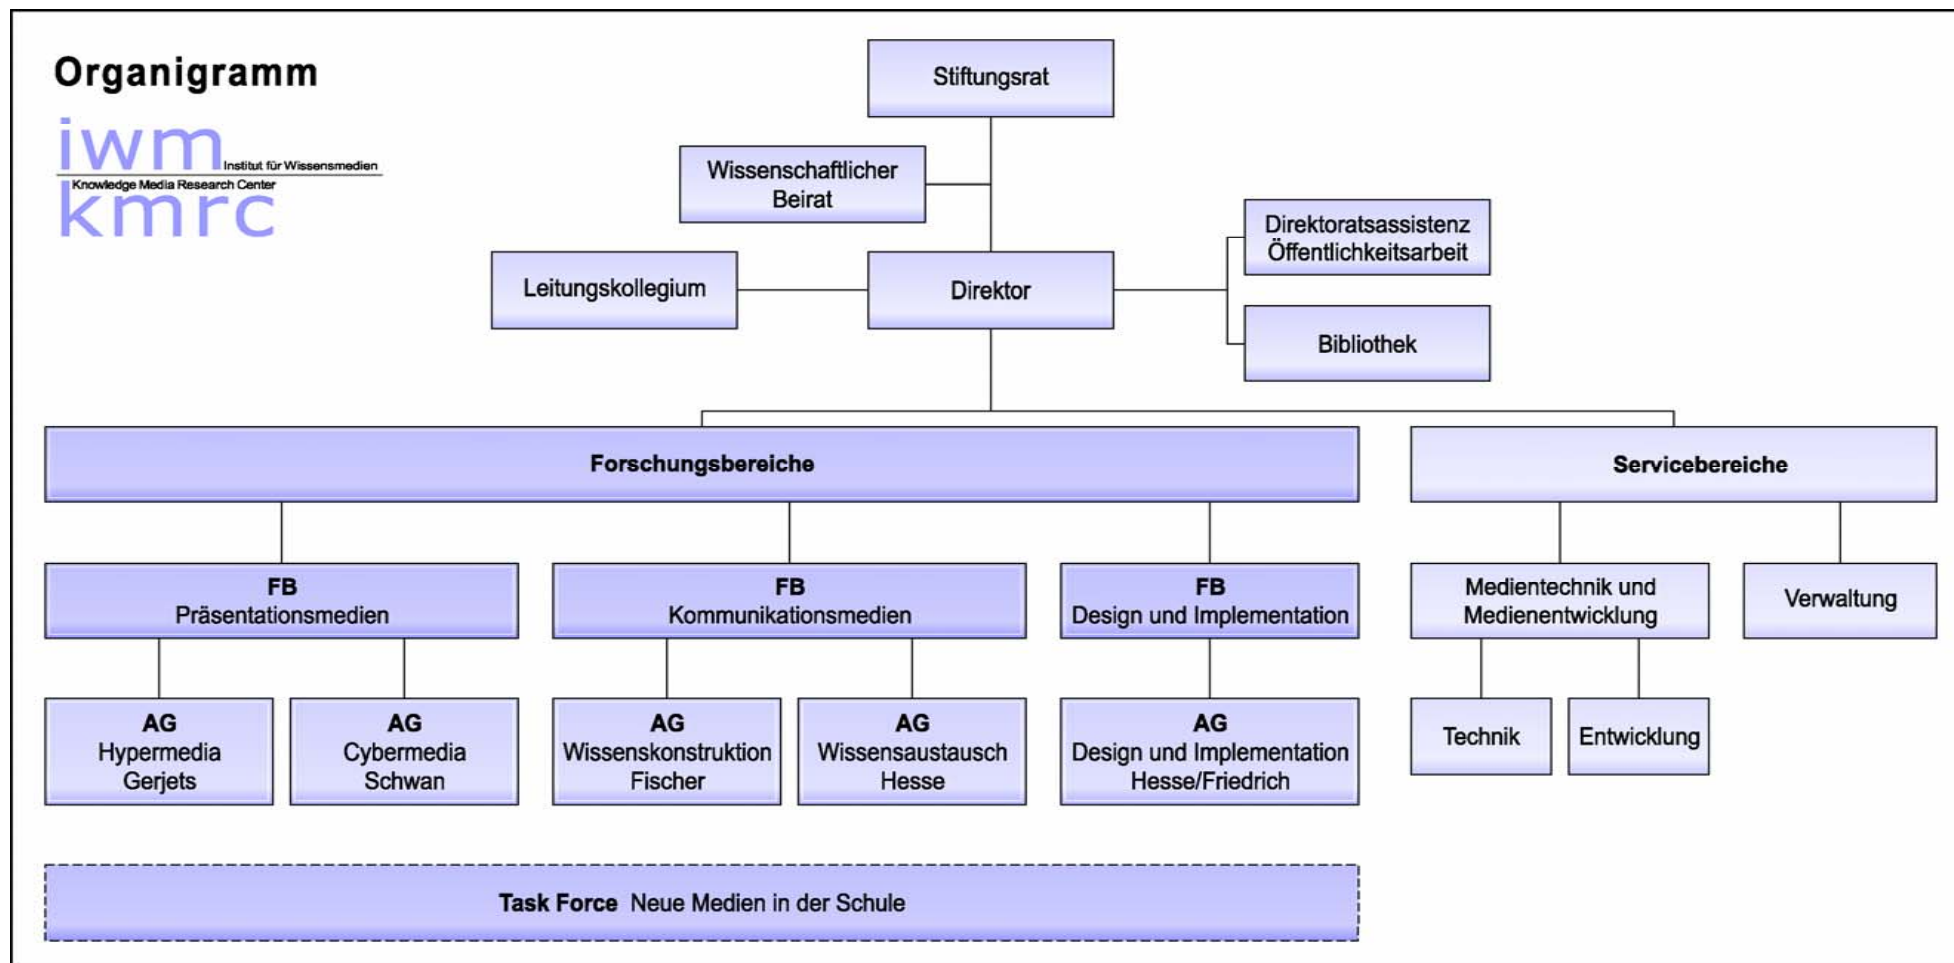 Organigramm
iwm
Institut für Wissensmedien
Knowledge Media Research Center
kmrc
Stiftungsrat
Wissenschaftlicher
Beirat
Direktoratsassistenz
Öffentlichkeitsarbeit
Leitungskollegium
Direktor
Bibliothek
Forschungsbereiche
Servicebereiche
FB
Präsentationsmedien
FB
Kommunikationsmedien
FB
Design und Implementation
Medientechnik und
Medienentwicklung
Verwaltung
AG
Hypermedia
Gerjets
AG
Cybermedia
Schwan
AG
Wissenskonstruktion
Fischer
AG
Wissensaustausch
Hesse
AG
Design und Implementation
Hesse/Friedrich
Technik
Entwicklung
Task Force Neue Medien in der Schule